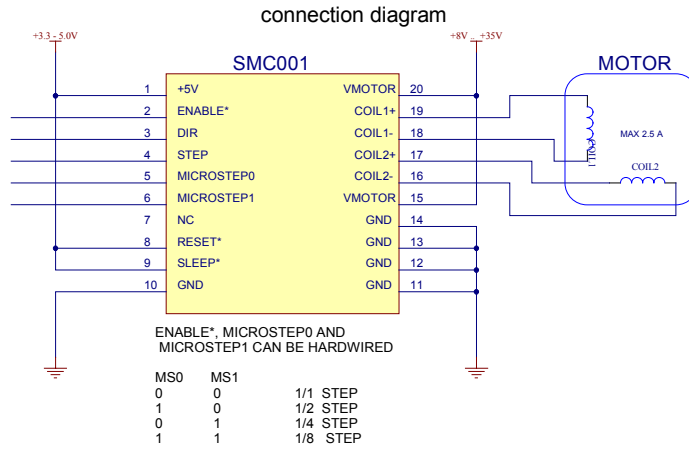 connection diagram
+3.3 - 5.0V
+8V .. +35V
SMC001
MOTOR
1 +5V VMOTOR 20
2 ENABLE* COIL1+ 19
3 DIR COIL1- 18
4 STEP COIL2+ 17
5 MICROSTEP0 COIL2- 16
6 MICROSTEP1 VMOTOR 15
7 NC GND 14
8 RESET* GND 13
9 SLEEP* GND 12
10 GND GND 11
MAX 2.5 A
COIL1
COIL2
ENABLE*, MICROSTEP0 AND
MICROSTEP1 CAN BE HARDWIRED
MS0 MS1
0 0 1/1 STEP
1 0 1/2 STEP
0 1 1/4 STEP
1 1 1/8 STEP